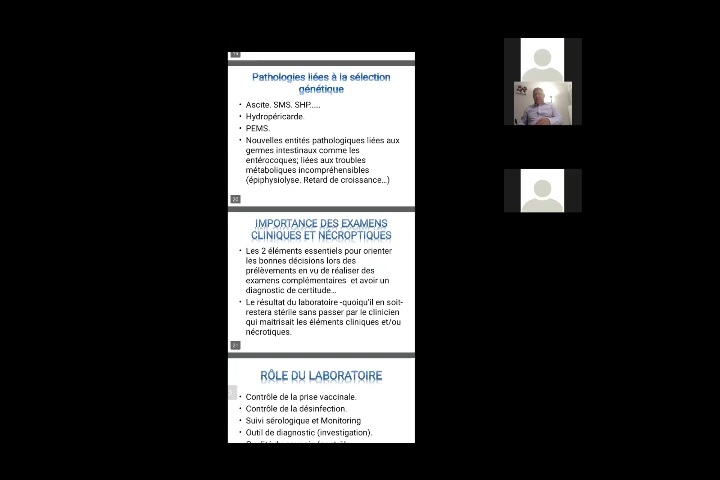 Pathologies liées à la sélection
génétique
• Ascite. SMS. SHP.....
• Hydropéricarde.
• PEMS.
• Nouvelles entités pathologiques liées aux
germes intestinaux comme les
entérocoques; liées aux troubles
métaboliques incompréhensibles
(épiphysiolyse. Retard de croissance...)
20
IMPORTANCE DES EXAMENS
CLINIQUES ET NÉCROPTIQUES
• Les 2 éléments essentiels pour orienter
les bonnes décisions lors des
prélèvements en vu de réaliser des
examens complémentaires et avoir un
diagnostic de certitude...
• Le résultat du laboratoire -quoiqu'il en soit-
restera stérile sans passer par le clinicien
qui maitrisait les éléments cliniques et/ou
nécrotiques.
RÔLE DU LABORATOIRE
• Contrôle de la prise vaccinale.
• Contrôle de la désinfection.
• Suivi sérologique et Monitoring
• Outil de diagnostic (investigation).